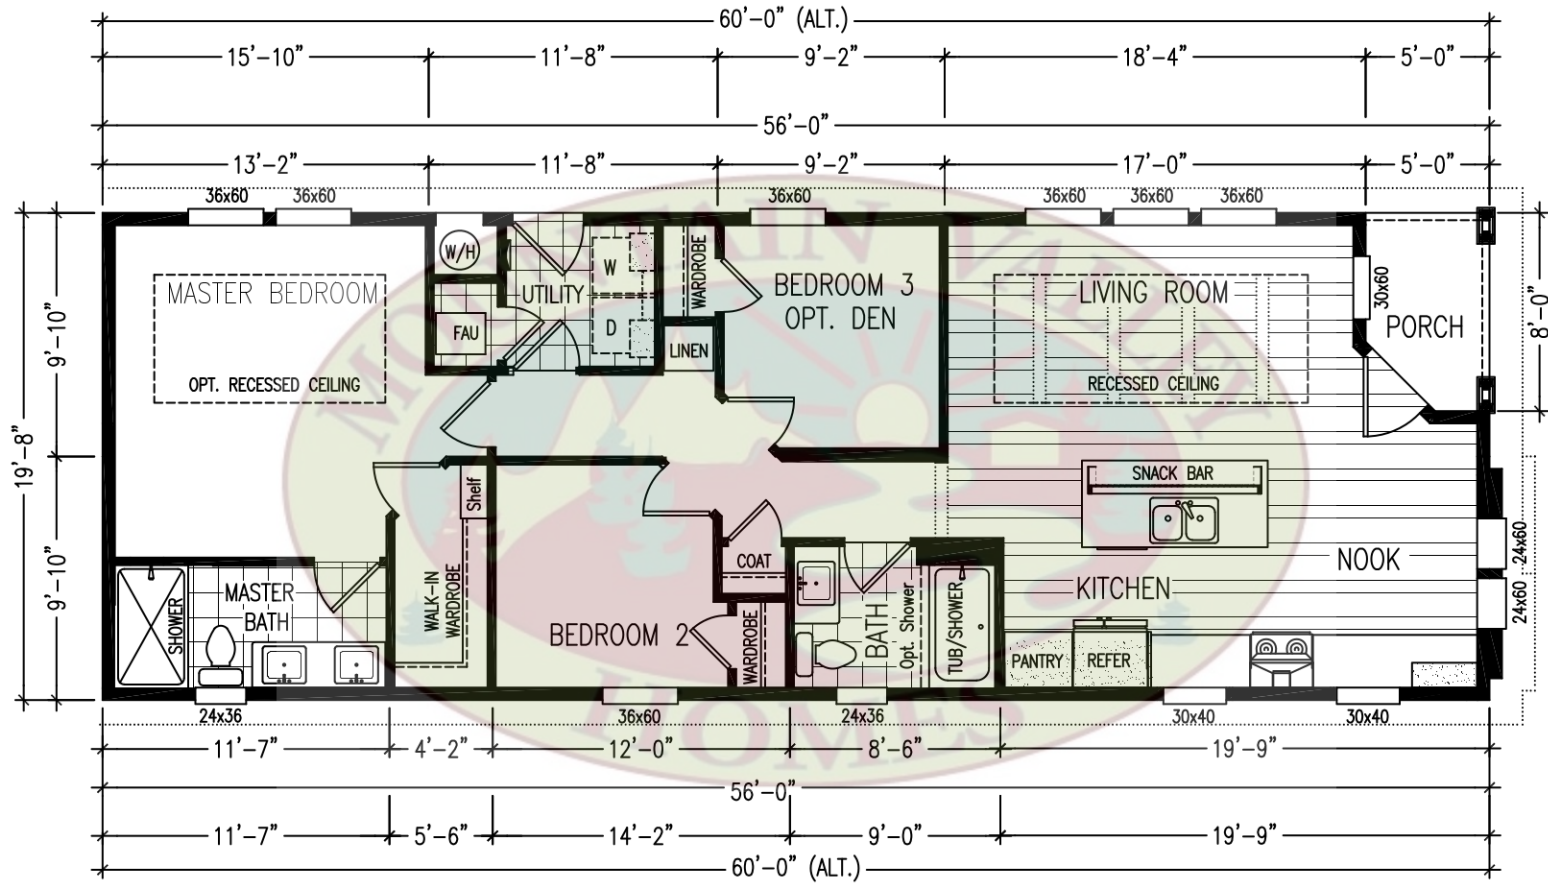 60'-0" (ALT.)
15'-10" 11'-8" 9'-2" 18'-4" 5'-0"
56'-0"
13'-2" 11'-8" 9'-2" 17'-0" 5'-0"
36x60 36x60 36x60 36x60 36x60 36x60
MOUNTAIN VALLEY
HOMES
W/H
UTILITY
W
D
FAU
WARDROBE
LINEN
MASTER BEDROOM
OPT. RECESSED CEILING
BEDROOM 3
OPT. DEN
LIVING ROOM
RECESSED CEILING
30x60
PORCH
8'-0"
19'-8"
9'-10"
9'-10"
Shelf
SNACK BAR
COAT
NOOK
KITCHEN
24x60
24x60
SHOWER
MASTER
BATH
WALK-IN
WARDROBE
BEDROOM 2
WARDROBE
BATH
Opt. Shower
TUB/SHOWER
PANTRY REFER
24x36 36x60 24x36 30x40 30x40
11'-7" 4'-2" 12'-0" 8'-6" 19'-9"
56'-0"
11'-7" 5'-6" 14'-2" 9'-0" 19'-9"
60'-0" (ALT.)